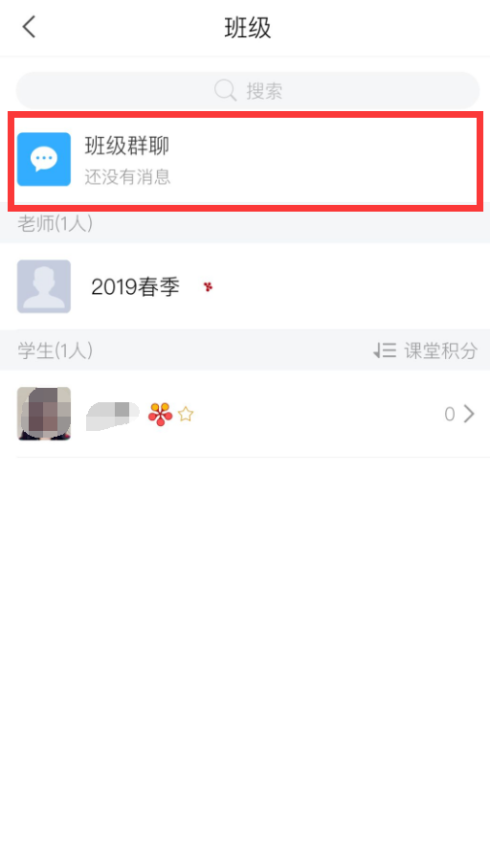 班级
搜索
班级群聊
还没有消息
老师(1人)
2019春季
学生(1人) 课堂积分
0